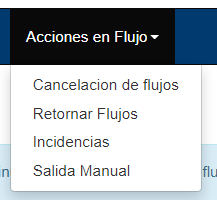 Acciones en Flujo
Cancelacion de flujos
Retornar Flujos
Incidencias
Salida Manual